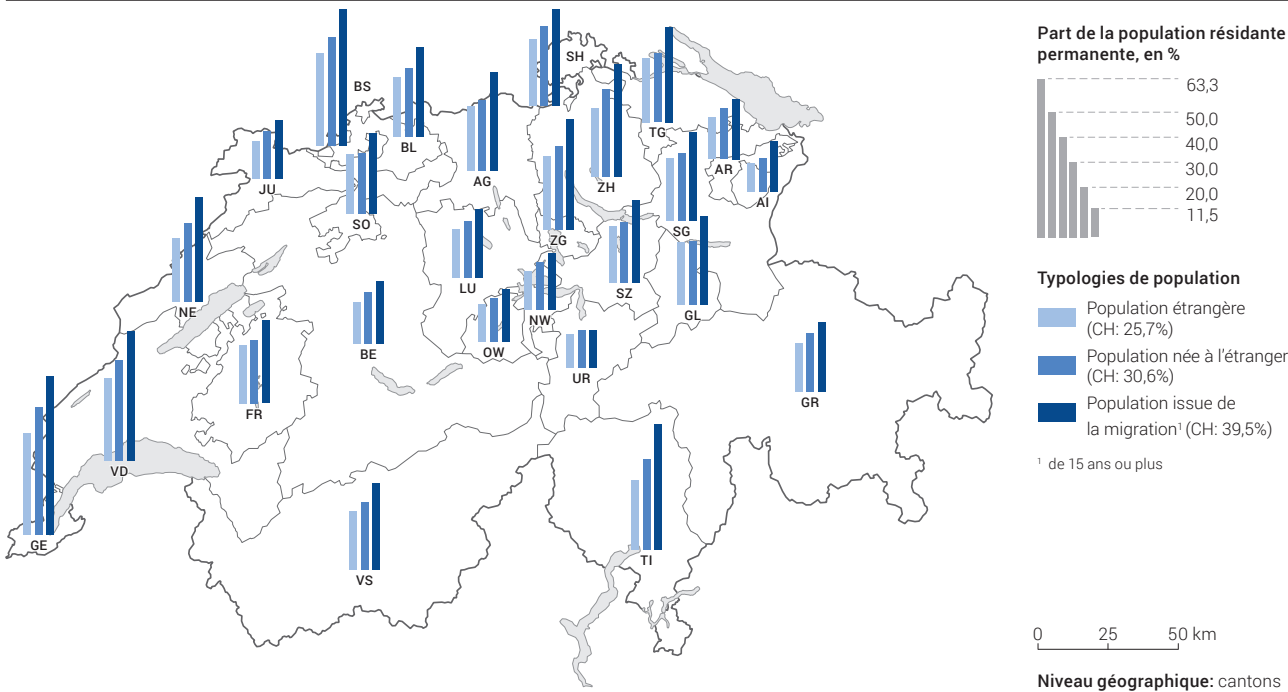 SH
BS
BL
TG
AG
ZH
AR
AI
JU
SO
ZG
SG
LU
SZ
NE
NW
GL
BE
OW
UR
FR
GR
VD
GE
VS
TI
Part de la population résidante
permanente, en %
63,3
50,0
40,0
30,0
20,0
11,5
Typologies de population
Population étrangère
(CH: 25,7%)
Population née à l’étranger
(CH: 30,6%)
Population issue de
la migration¹ (CH: 39,5%)
¹ de 15 ans ou plus
0 25 50 km
Niveau géographique: cantons